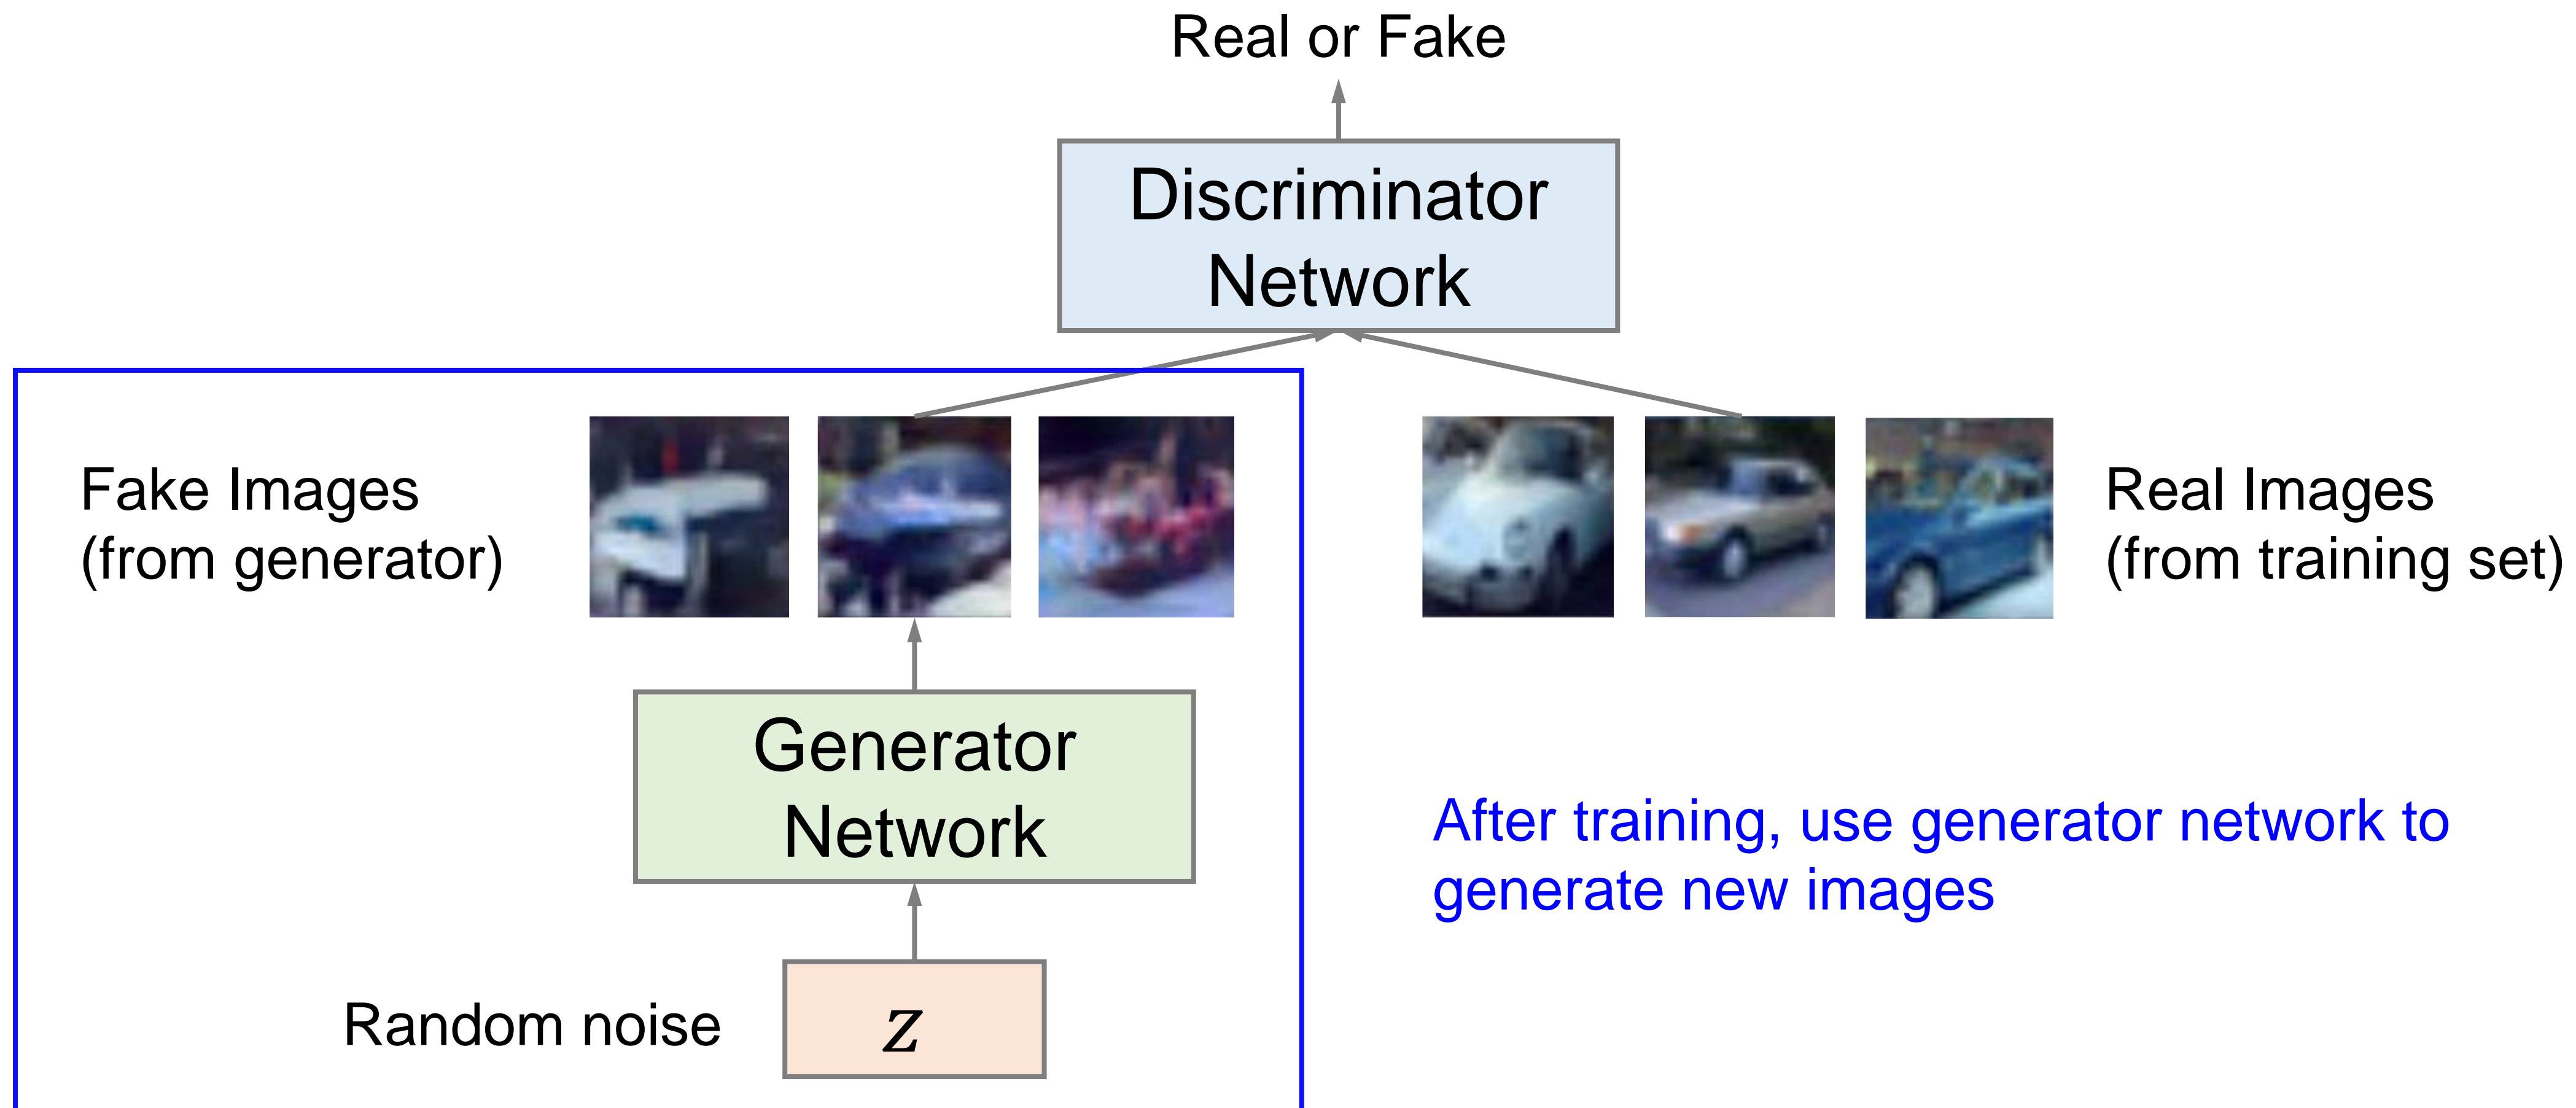 Real or Fake
Discriminator
Network
Fake Images
(from generator)
Real Images
(from training set)
Generator
Network
After training, use generator network to
generate new images
Random noise
z